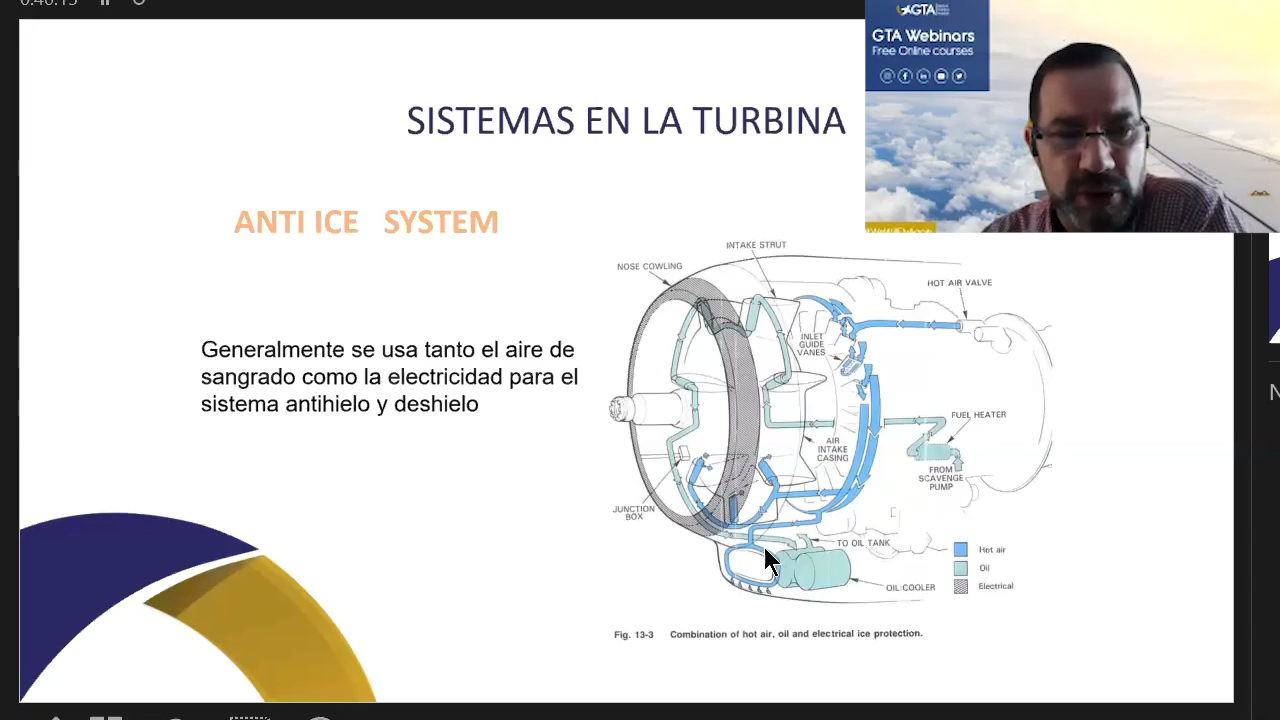 GTA
GTA Webinars
Free Online courses
SISTEMAS EN LA TURBINA
ANTI ICE SYSTEM
Generalmente se usa tanto el aire de
sangrado como la electricidad para el
sistema antihielo y deshielo
INTAKE STRUT
NOSE COWLING
HOT AIR VALVE
INLET
GUIDE
VANES
FUEL HEATER
AIR
INTAKE
CASING
FROM
SCAVENGE
PUMP
JUNCTION
BOX
TO OIL TANK
OIL COOLER
Hot air
Oil
Electrical
Fig. 13-3 Combination of hot air, oil and electrical ice protection.